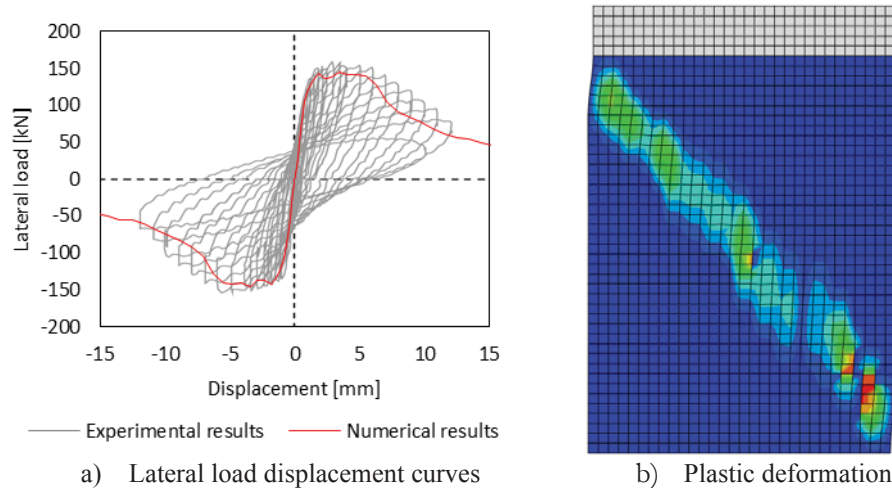 200
150
100
50
0
-50
-100
-150
-200
Lateral load [kN]
-15 -10 -5 0 5 10 15
Displacement [mm]
Experimental results Numerical results
a) Lateral load displacement curves
b) Plastic deformation